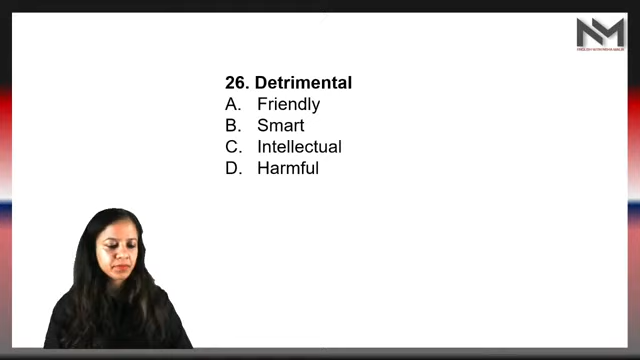 26. Detrimental
A. Friendly
B. Smart
C. Intellectual
D. Harmful